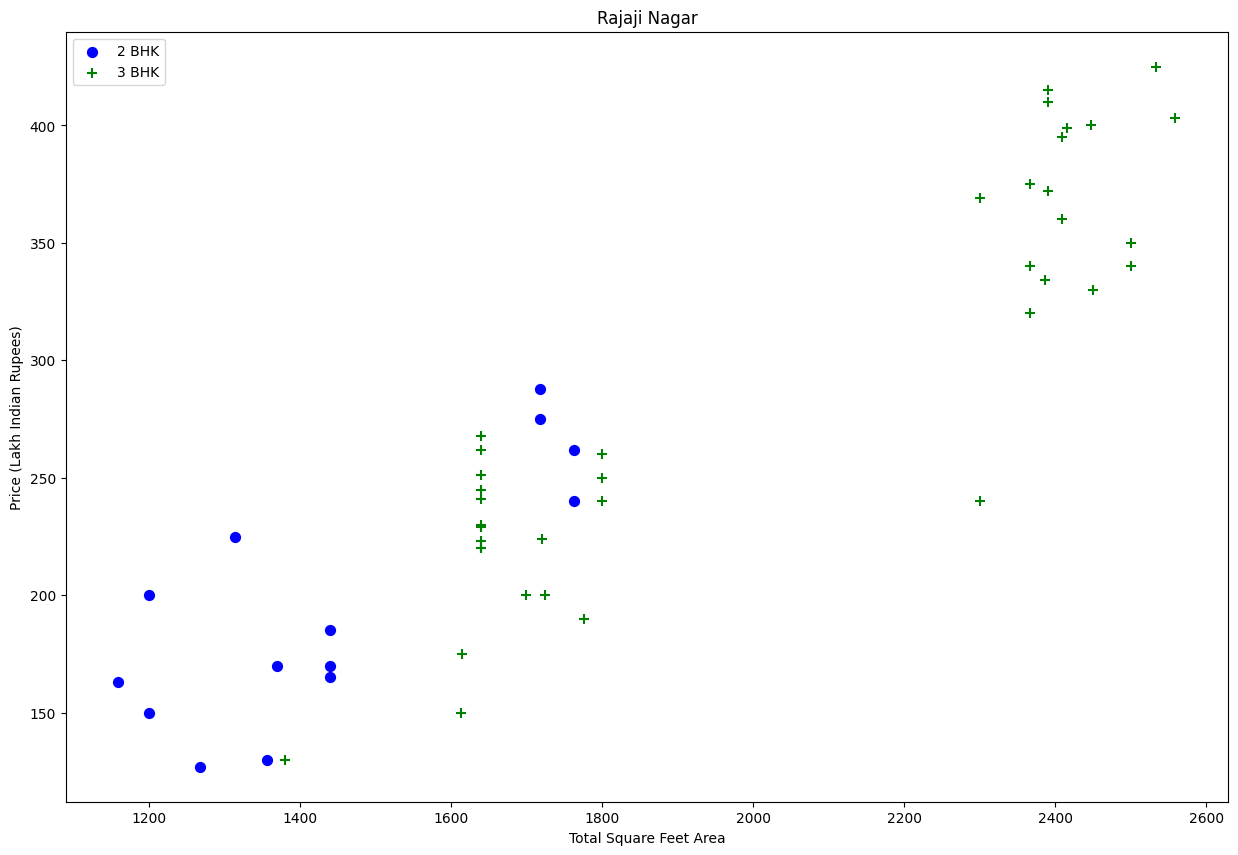 Rajaji Nagar
2 BHK
3 BHK
400
350
300
250
200
150
Price (Lakh Indian Rupees)
1200 1400 1600 1800 2000 2200 2400 2600
Total Square Feet Area